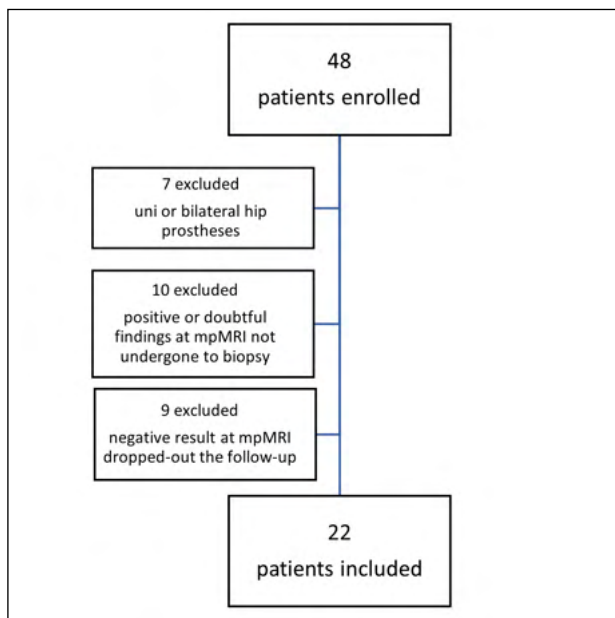 48
patients enrolled
7 excluded
uni or bilateral hip
prostheses
10 excluded
positive or doubtful
findings at mpMRI not
undergone to biopsy
9 excluded
negative result at mpMRI
dropped-out the follow-up
22
patients included